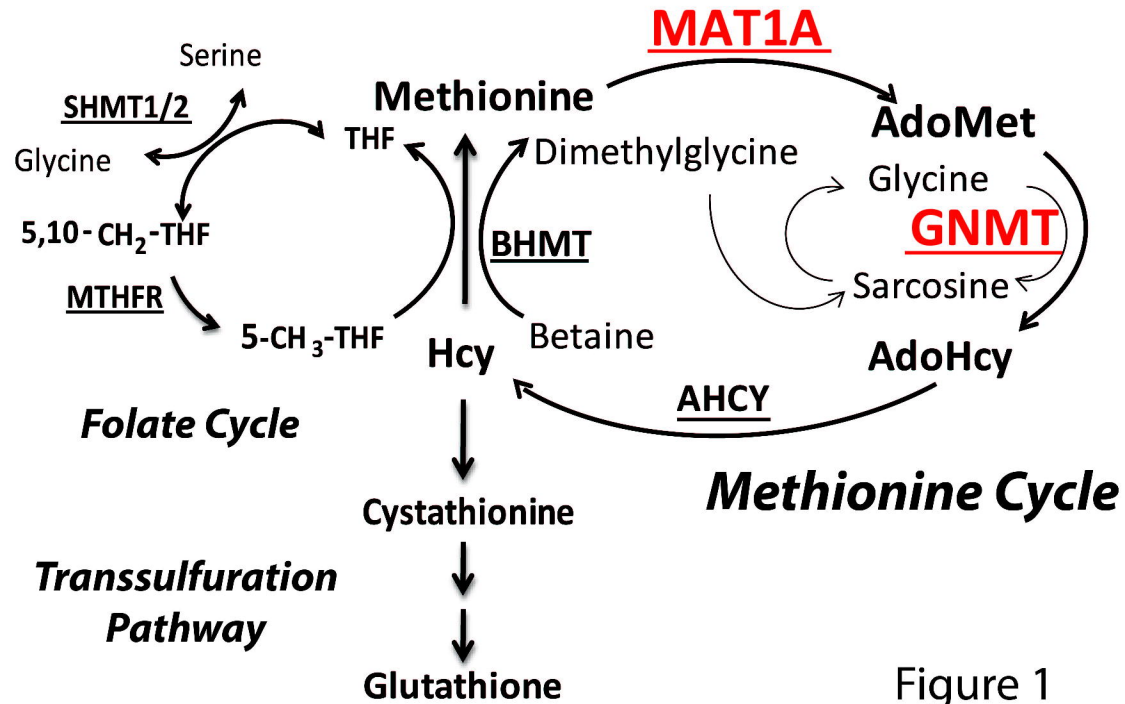 MAT1A
Serine
SHMT1/2
Methionine
THF
AdoMet
Glycine
Dimethylglycine
Glycine
5,10-CH2-THF
BHMT
GNMT
MTHFR
Sarcosine
5-CH3-THF
Hcy
Betaine
AdoHcy
AHCY
Folate Cycle
Methionine Cycle
Cystathionine
Transsulfuration
Pathway
Glutathione
Figure 1